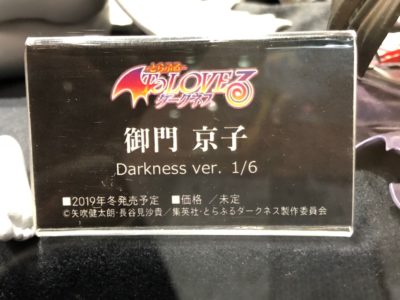 とらぶる
To LOVEる
ダークネス
御門 京子
Darkness ver. 1/6
■2019年冬発売予定 ■価格 ／未定
©矢吹健太朗・長谷見沙貴／集英社・とらぶるダークネス製作委員会